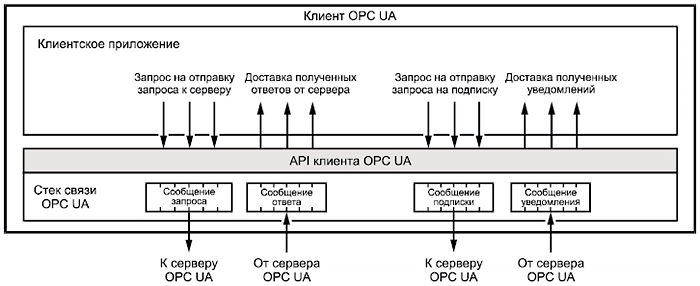 Клиент OPC UA
Клиентское приложение
Запрос на отправку
запроса к серверу
Доставка полученных
ответов от сервера
Запрос на отправку
запроса на подписку
Доставка полученных
уведомлений
API клиента OPC UA
Стек связи
OPC UA
Сообщение
запроса
Сообщение
ответа
Сообщение
подписки
Сообщение
уведомления
К серверу
OPC UA
От сервера
OPC UA
К серверу
OPC UA
От сервера
OPC UA